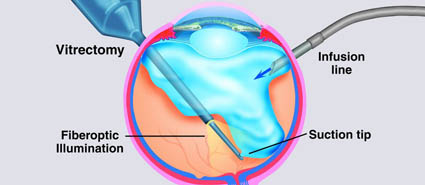 Vitrectomy
Infusion
line
Fiberoptic
Illumination
Suction tip